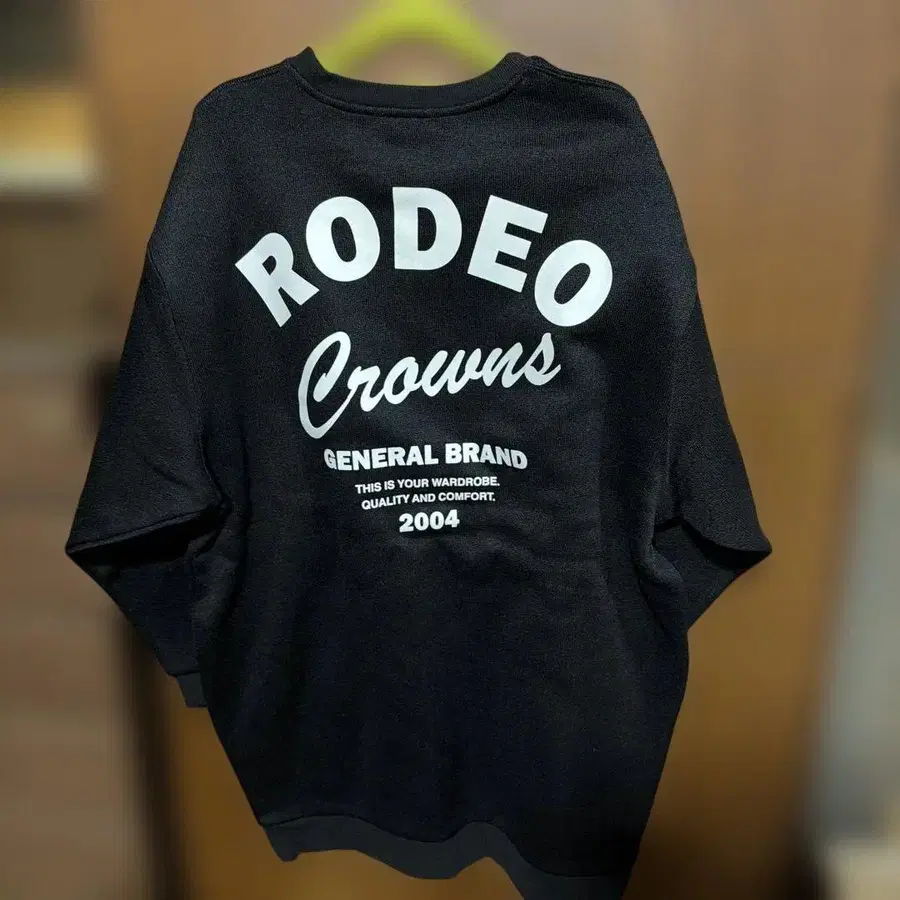 RODEO
Crowns
GENERAL BRAND
THIS IS YOUR WARDROBE.
QUALITY AND COMFORT.
2004